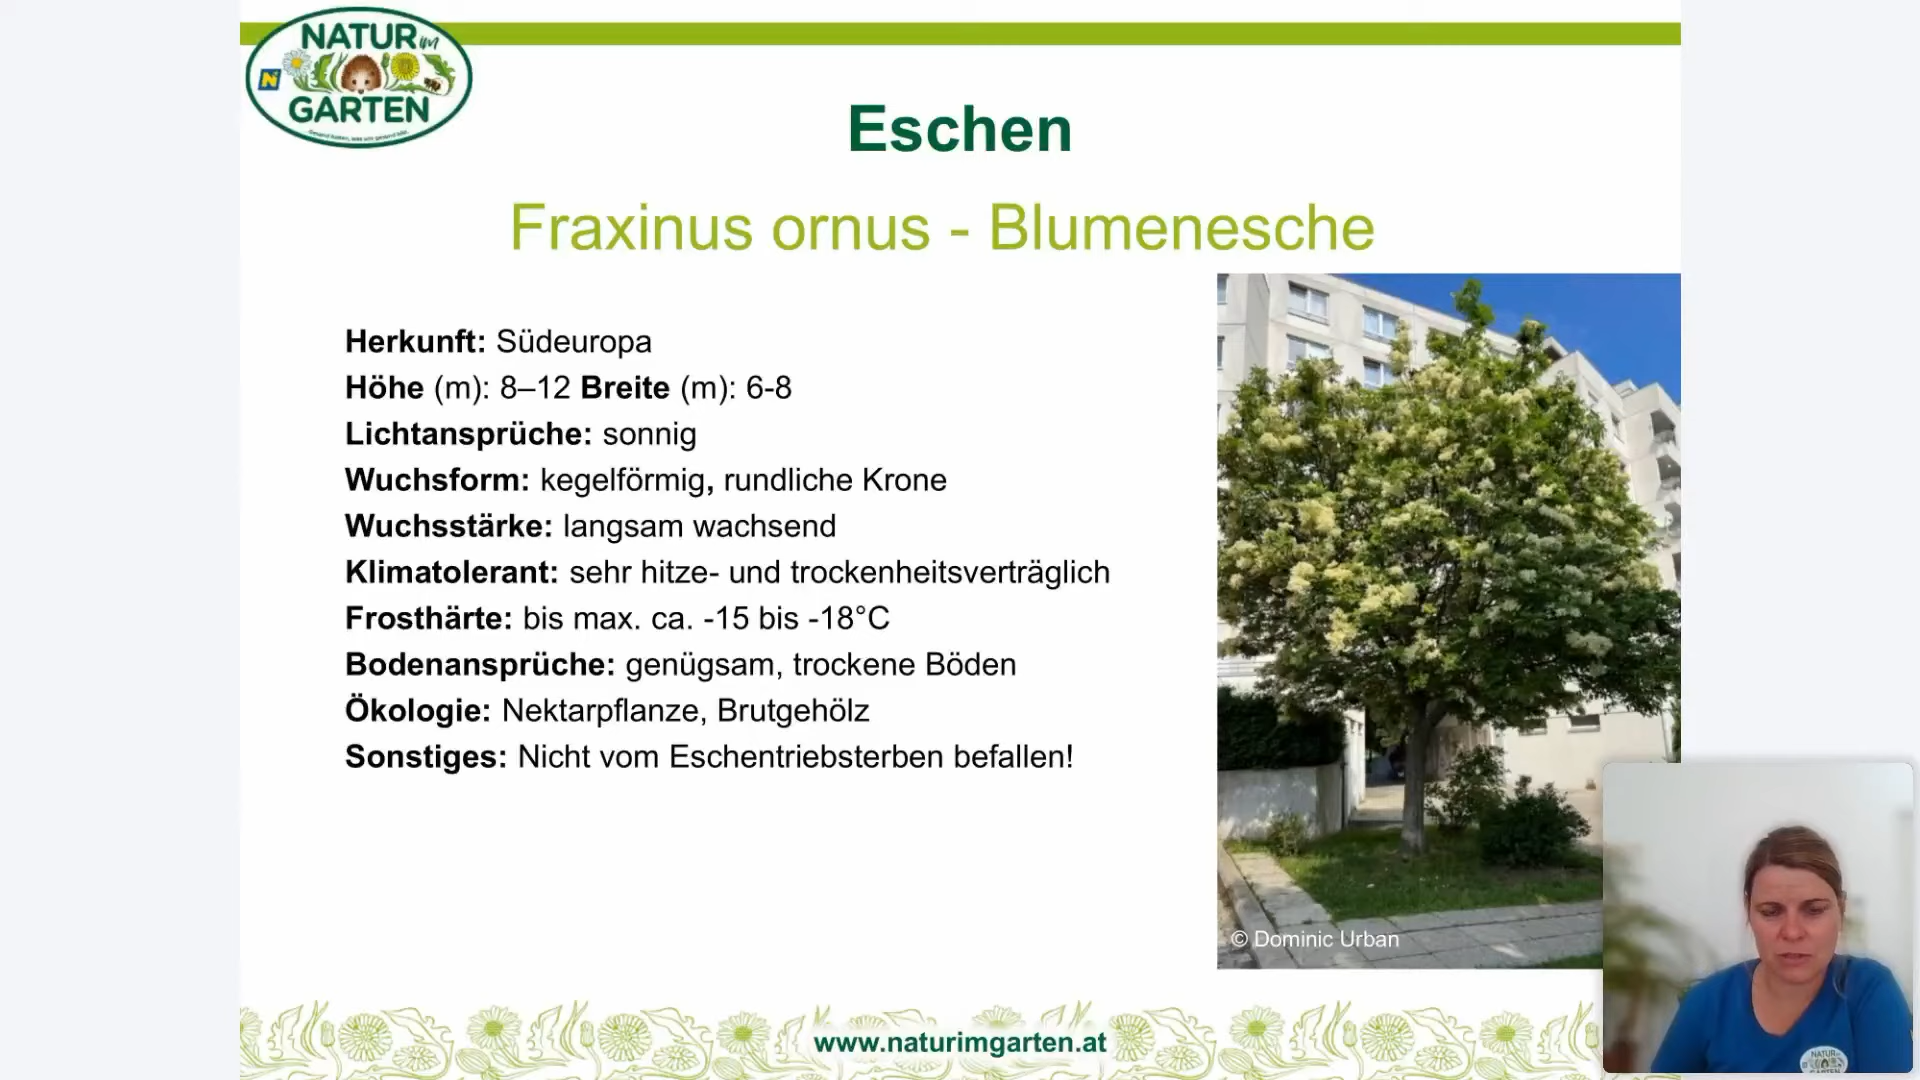 NATUR im
N
GARTEN
Eschen
Fraxinus ornus - Blumenesche
Herkunft: Südeuropa
Höhe (m): 8–12 Breite (m): 6-8
Lichtansprüche: sonnig
Wuchsform: kegelförmig, rundliche Krone
Wuchsstärke: langsam wachsend
Klimatolerant: sehr hitze- und trockenheitsverträglich
Frosthärte: bis max. ca. -15 bis -18°C
Bodenansprüche: genügsam, trockene Böden
Ökologie: Nektarpflanze, Brutgehölz
Sonstiges: Nicht vom Eschentriebsterben befallen!
© Dominic Urban
www.naturimgarten.at
NATUR
GARTEN